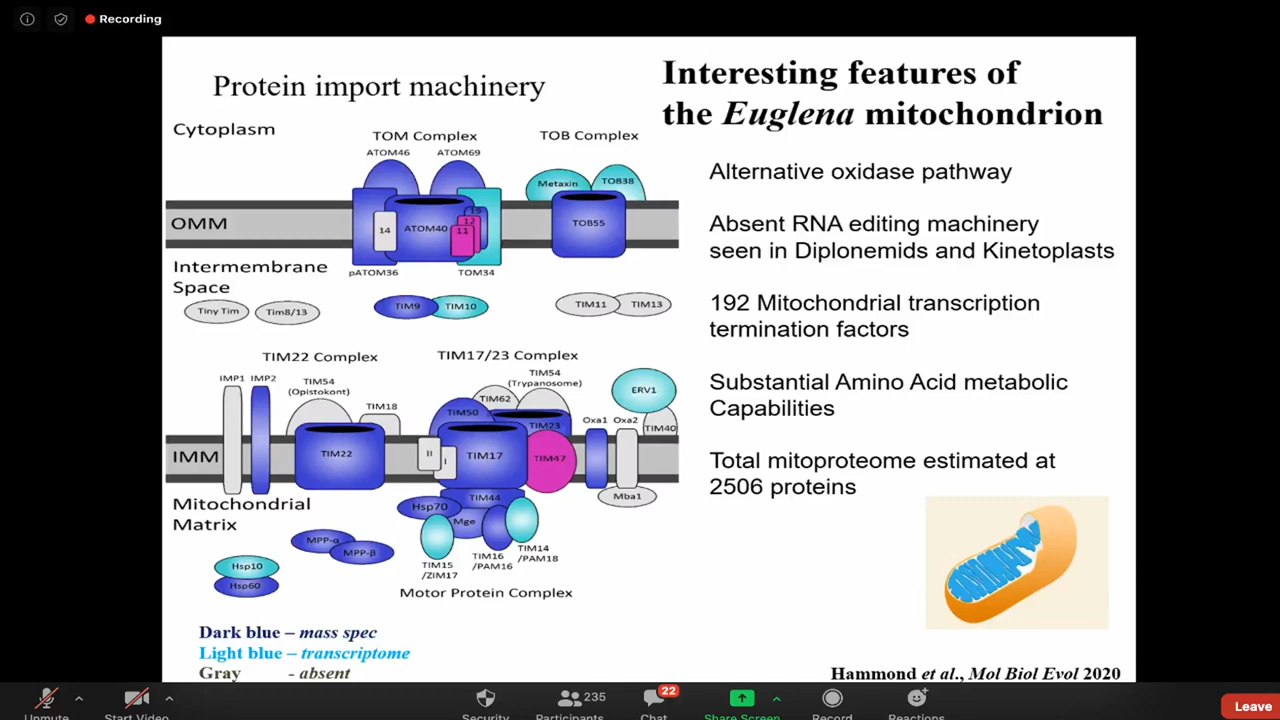 Recording
Protein import machinery
Interesting features of
the Euglena mitochondrion
Cytoplasm
TOM Complex
TOB Complex
ATOM46
ATOM69
Metaxin
TOB38
OMM
14
ATOM40
12
11
TOB55
pATOM36
TOM34
Intermembrane
Space
Tiny Tim
Tim8/13
TIM9
TIM10
TIM11
TIM13
TIM22 Complex
TIM17/23 Complex
IMP1
IMP2
TIM54
(Opistokont)
TIM18
TIM54
(Trypanosome)
TIM62
TIM50
TIM23
ERV1
Oxa1
Oxa2
TIM40
IMM
TIM22
II
I
TIM17
TIM47
Mba1
Mitochondrial
Matrix
TIM44
Hsp70
Mge
MPP-α
MPP-β
TIM15
/ZIM17
TIM16
/PAM16
TIM14
/PAM18
Hsp10
Hsp60
Motor Protein Complex
Alternative oxidase pathway
Absent RNA editing machinery
seen in Diplonemids and Kinetoplasts
192 Mitochondrial transcription
termination factors
Substantial Amino Acid metabolic
Capabilities
Total mitoproteome estimated at
2506 proteins
Dark blue – mass spec
Light blue – transcriptome
Gray - absent
Hammond et al., Mol Biol Evol 2020
Unmute
Start Video
Security
235
Participants
22
Chat
Share Screen
Record
Reactions
Leave